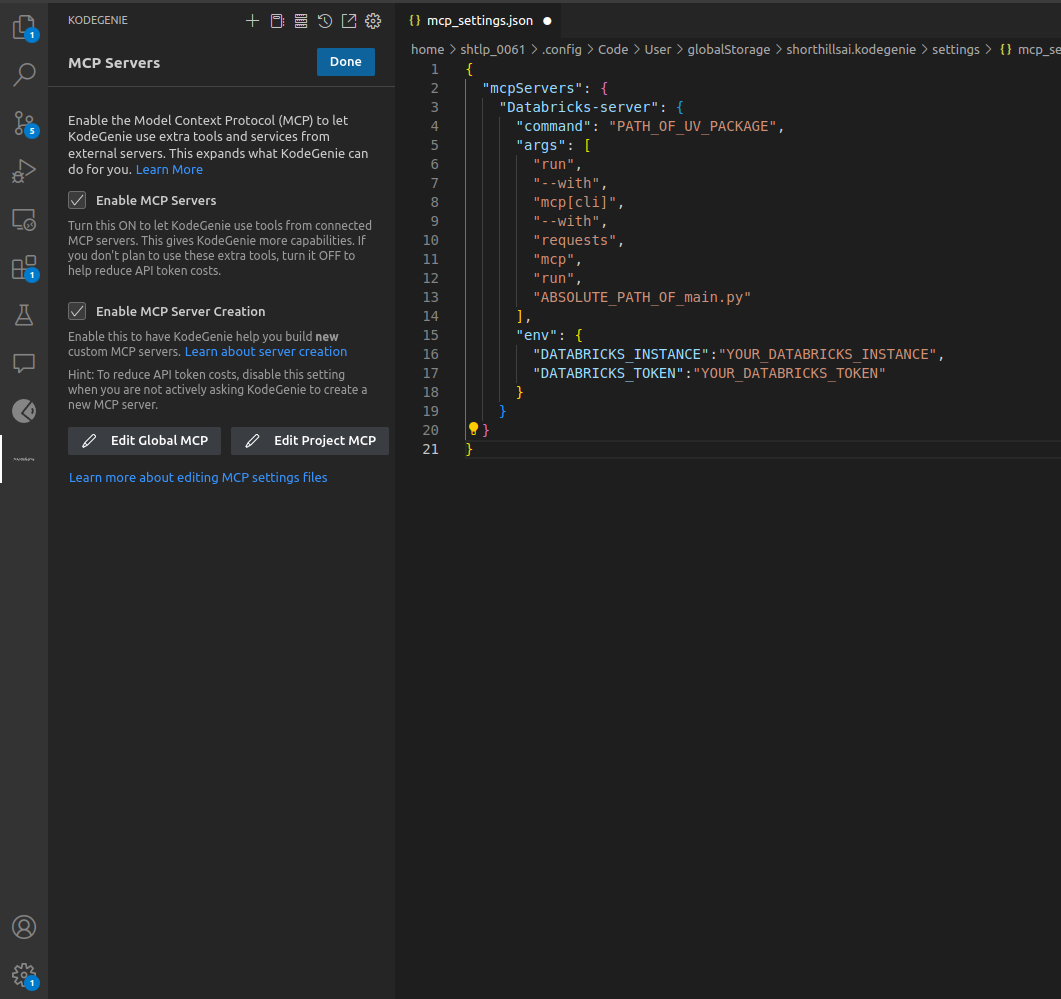 KODEGENIE
MCP Servers
Done
Enable the Model Context Protocol (MCP) to let
KodeGenie use extra tools and services from
external servers. This expands what KodeGenie can
do for you. Learn More
Enable MCP Servers
Turn this ON to let KodeGenie use tools from connected
MCP servers. This gives KodeGenie more capabilities. If
you don't plan to use these extra tools, turn it OFF to
help reduce API token costs.
Enable MCP Server Creation
Enable this to have KodeGenie help you build new
custom MCP servers. Learn about server creation
Hint: To reduce API token costs, disable this setting
when you are not actively asking KodeGenie to create a
new MCP server.
Edit Global MCP
Edit Project MCP
Learn more about editing MCP settings files
1
5
1
1
{} mcp_settings.json ●
home > shtlp_0061 > .config > Code > User > globalStorage > shorthillsai.kodegenie > settings > {} mcp_se
1 {
2 "mcpServers": {
3 "Databricks-server": {
4 "command": "PATH_OF_UV_PACKAGE",
5 "args": [
6 "run",
7 "--with",
8 "mcp[cli]",
9 "--with",
10 "requests",
11 "mcp",
12 "run",
13 "ABSOLUTE_PATH_OF_main.py"
14 ],
15 "env": {
16 "DATABRICKS_INSTANCE":"YOUR_DATABRICKS_INSTANCE",
17 "DATABRICKS_TOKEN":"YOUR_DATABRICKS_TOKEN"
18 }
19 }
20 }
21 }